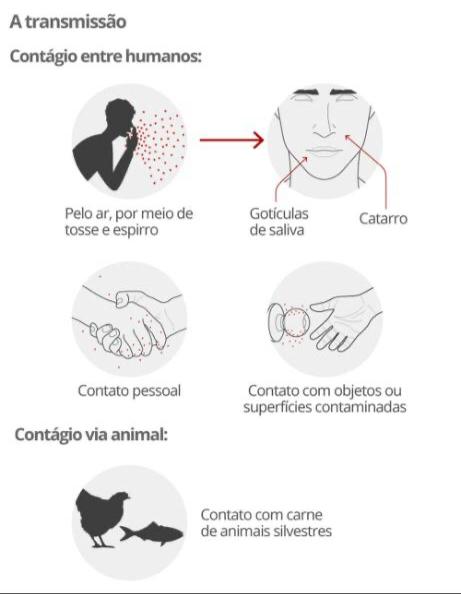 A transmissão
Contágio entre humanos:
Pelo ar, por meio de
tosse e espirro
Gotículas
de saliva
Catarro
Contato pessoal
Contato com objetos ou
superfícies contaminadas
Contágio via animal:
Contato com carne
de animais silvestres